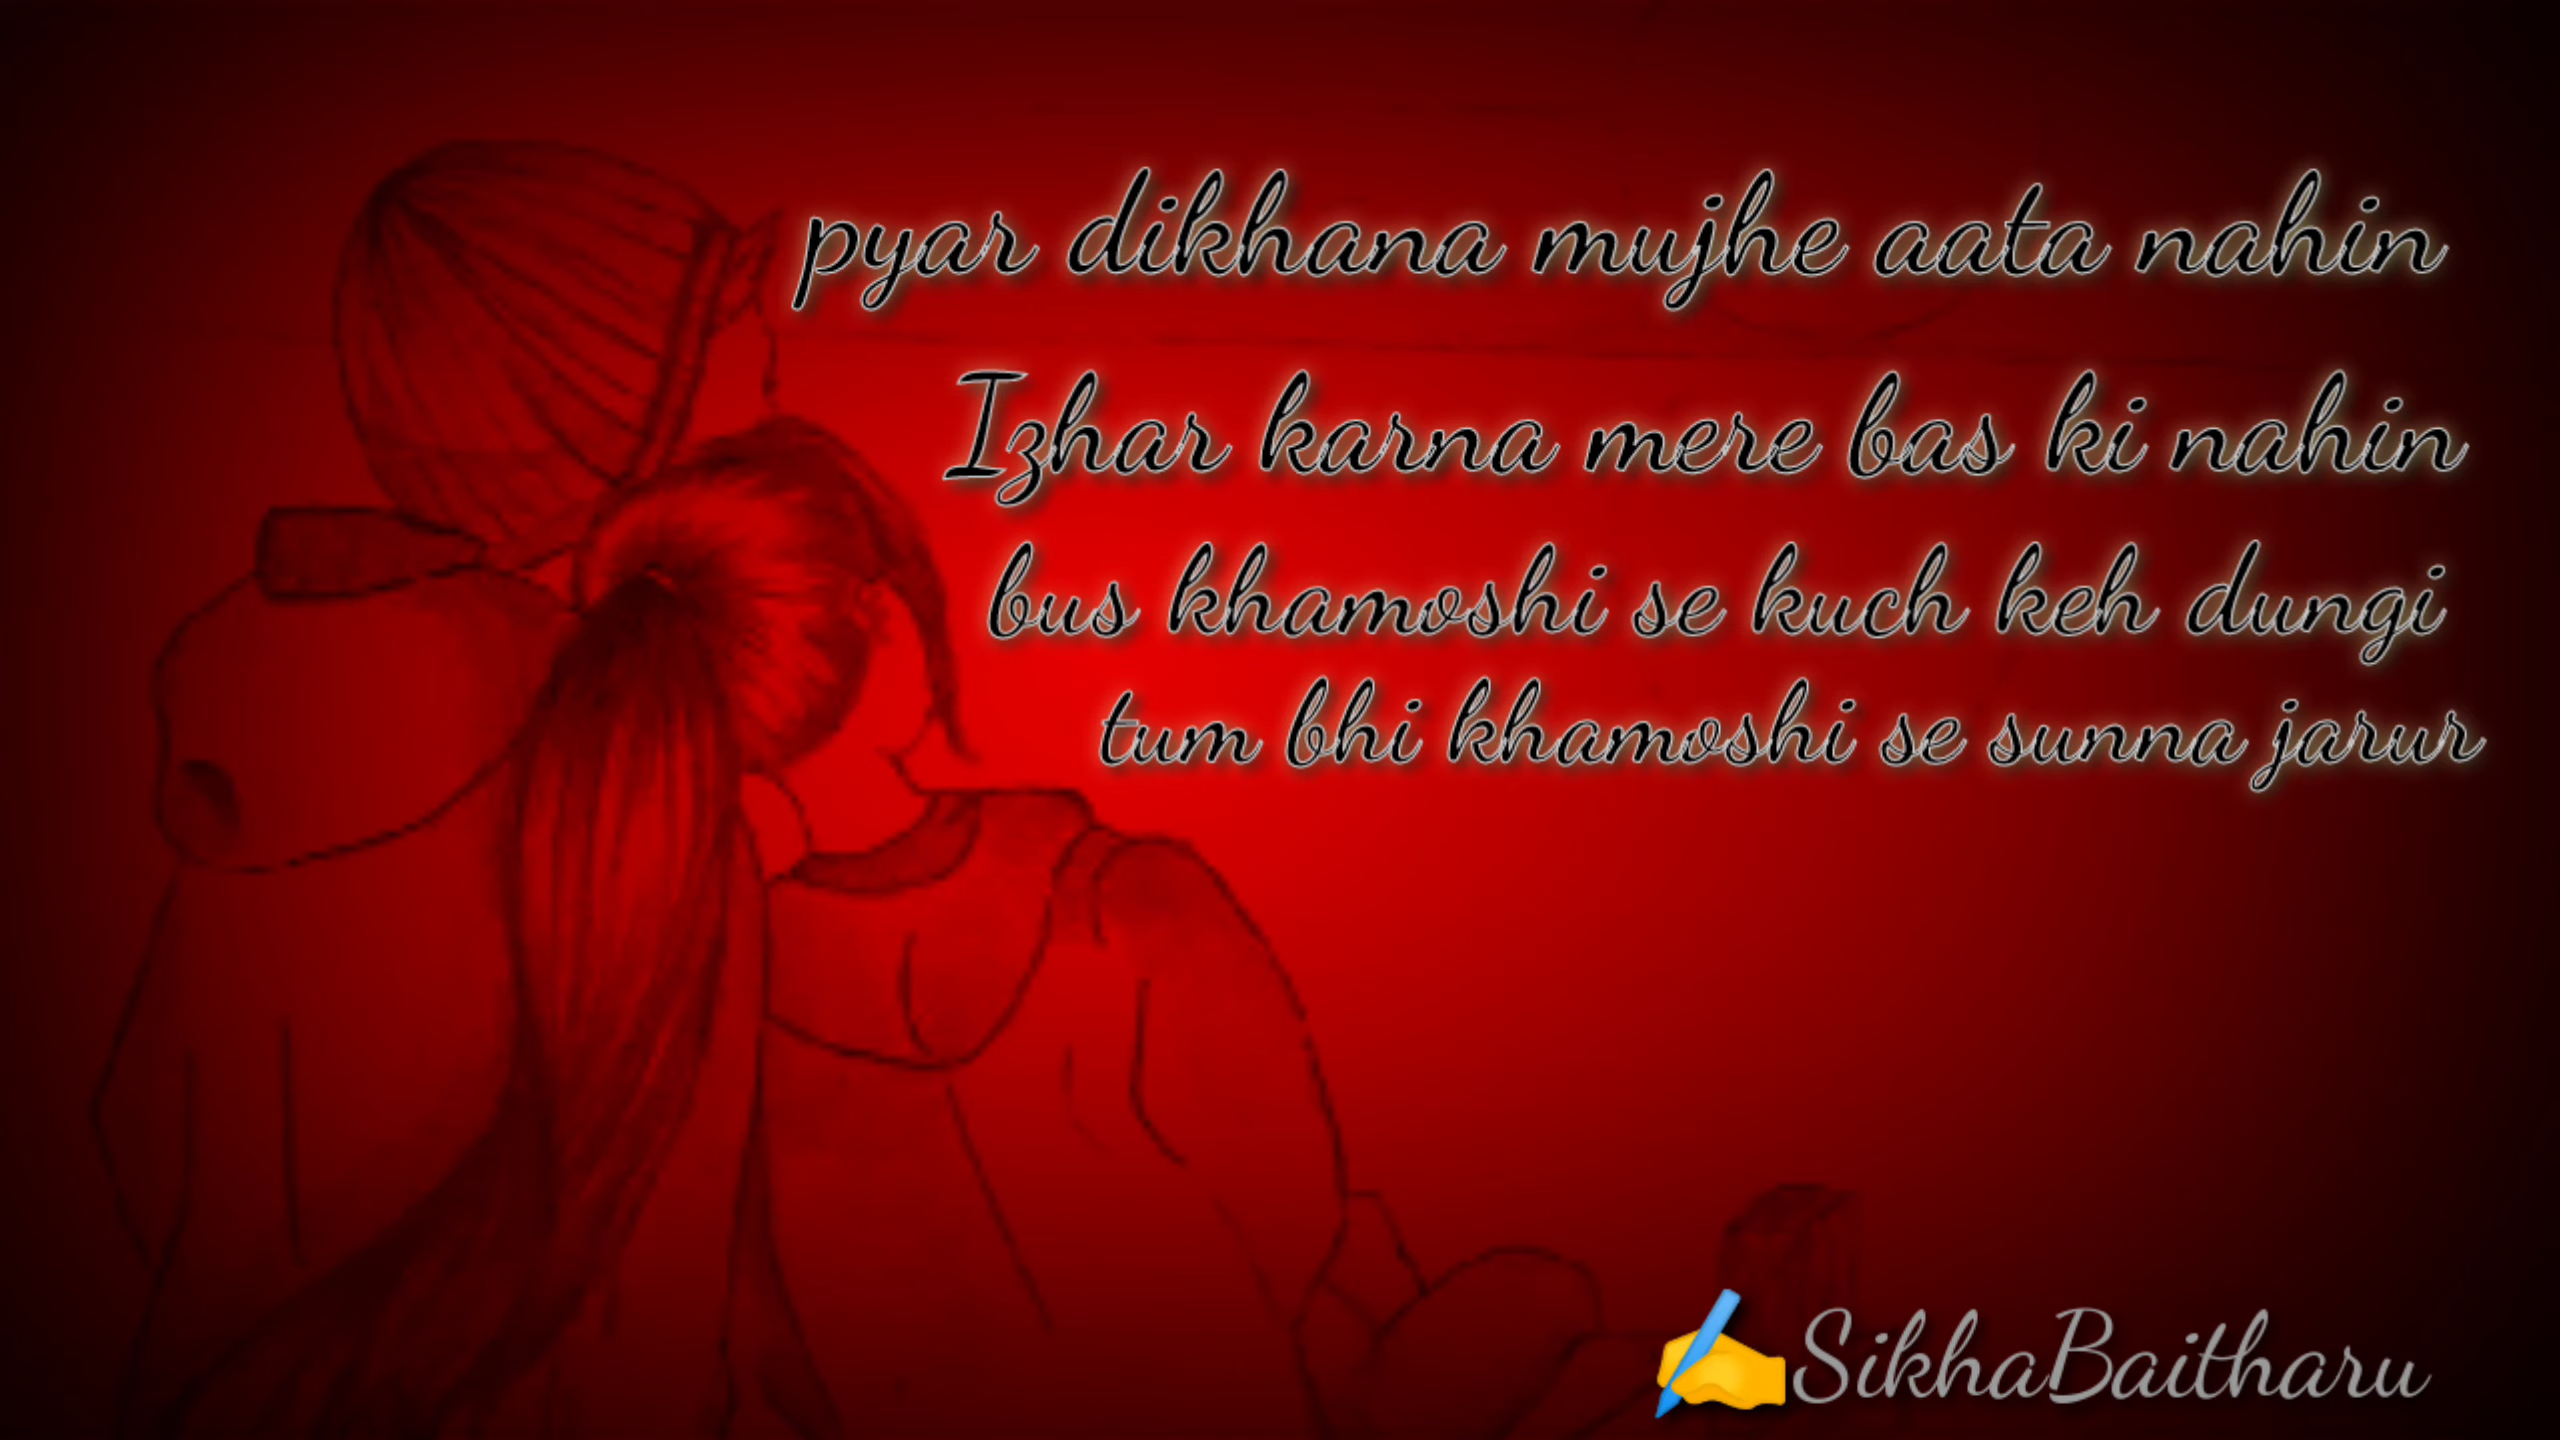 pyar dikhana mujhe aata nahin
Izhar karna mere bas ki nahin
bus khamoshi se kuch keh dungi
tum bhi khamoshi se sunna jarur
✍SikhaBaitharu